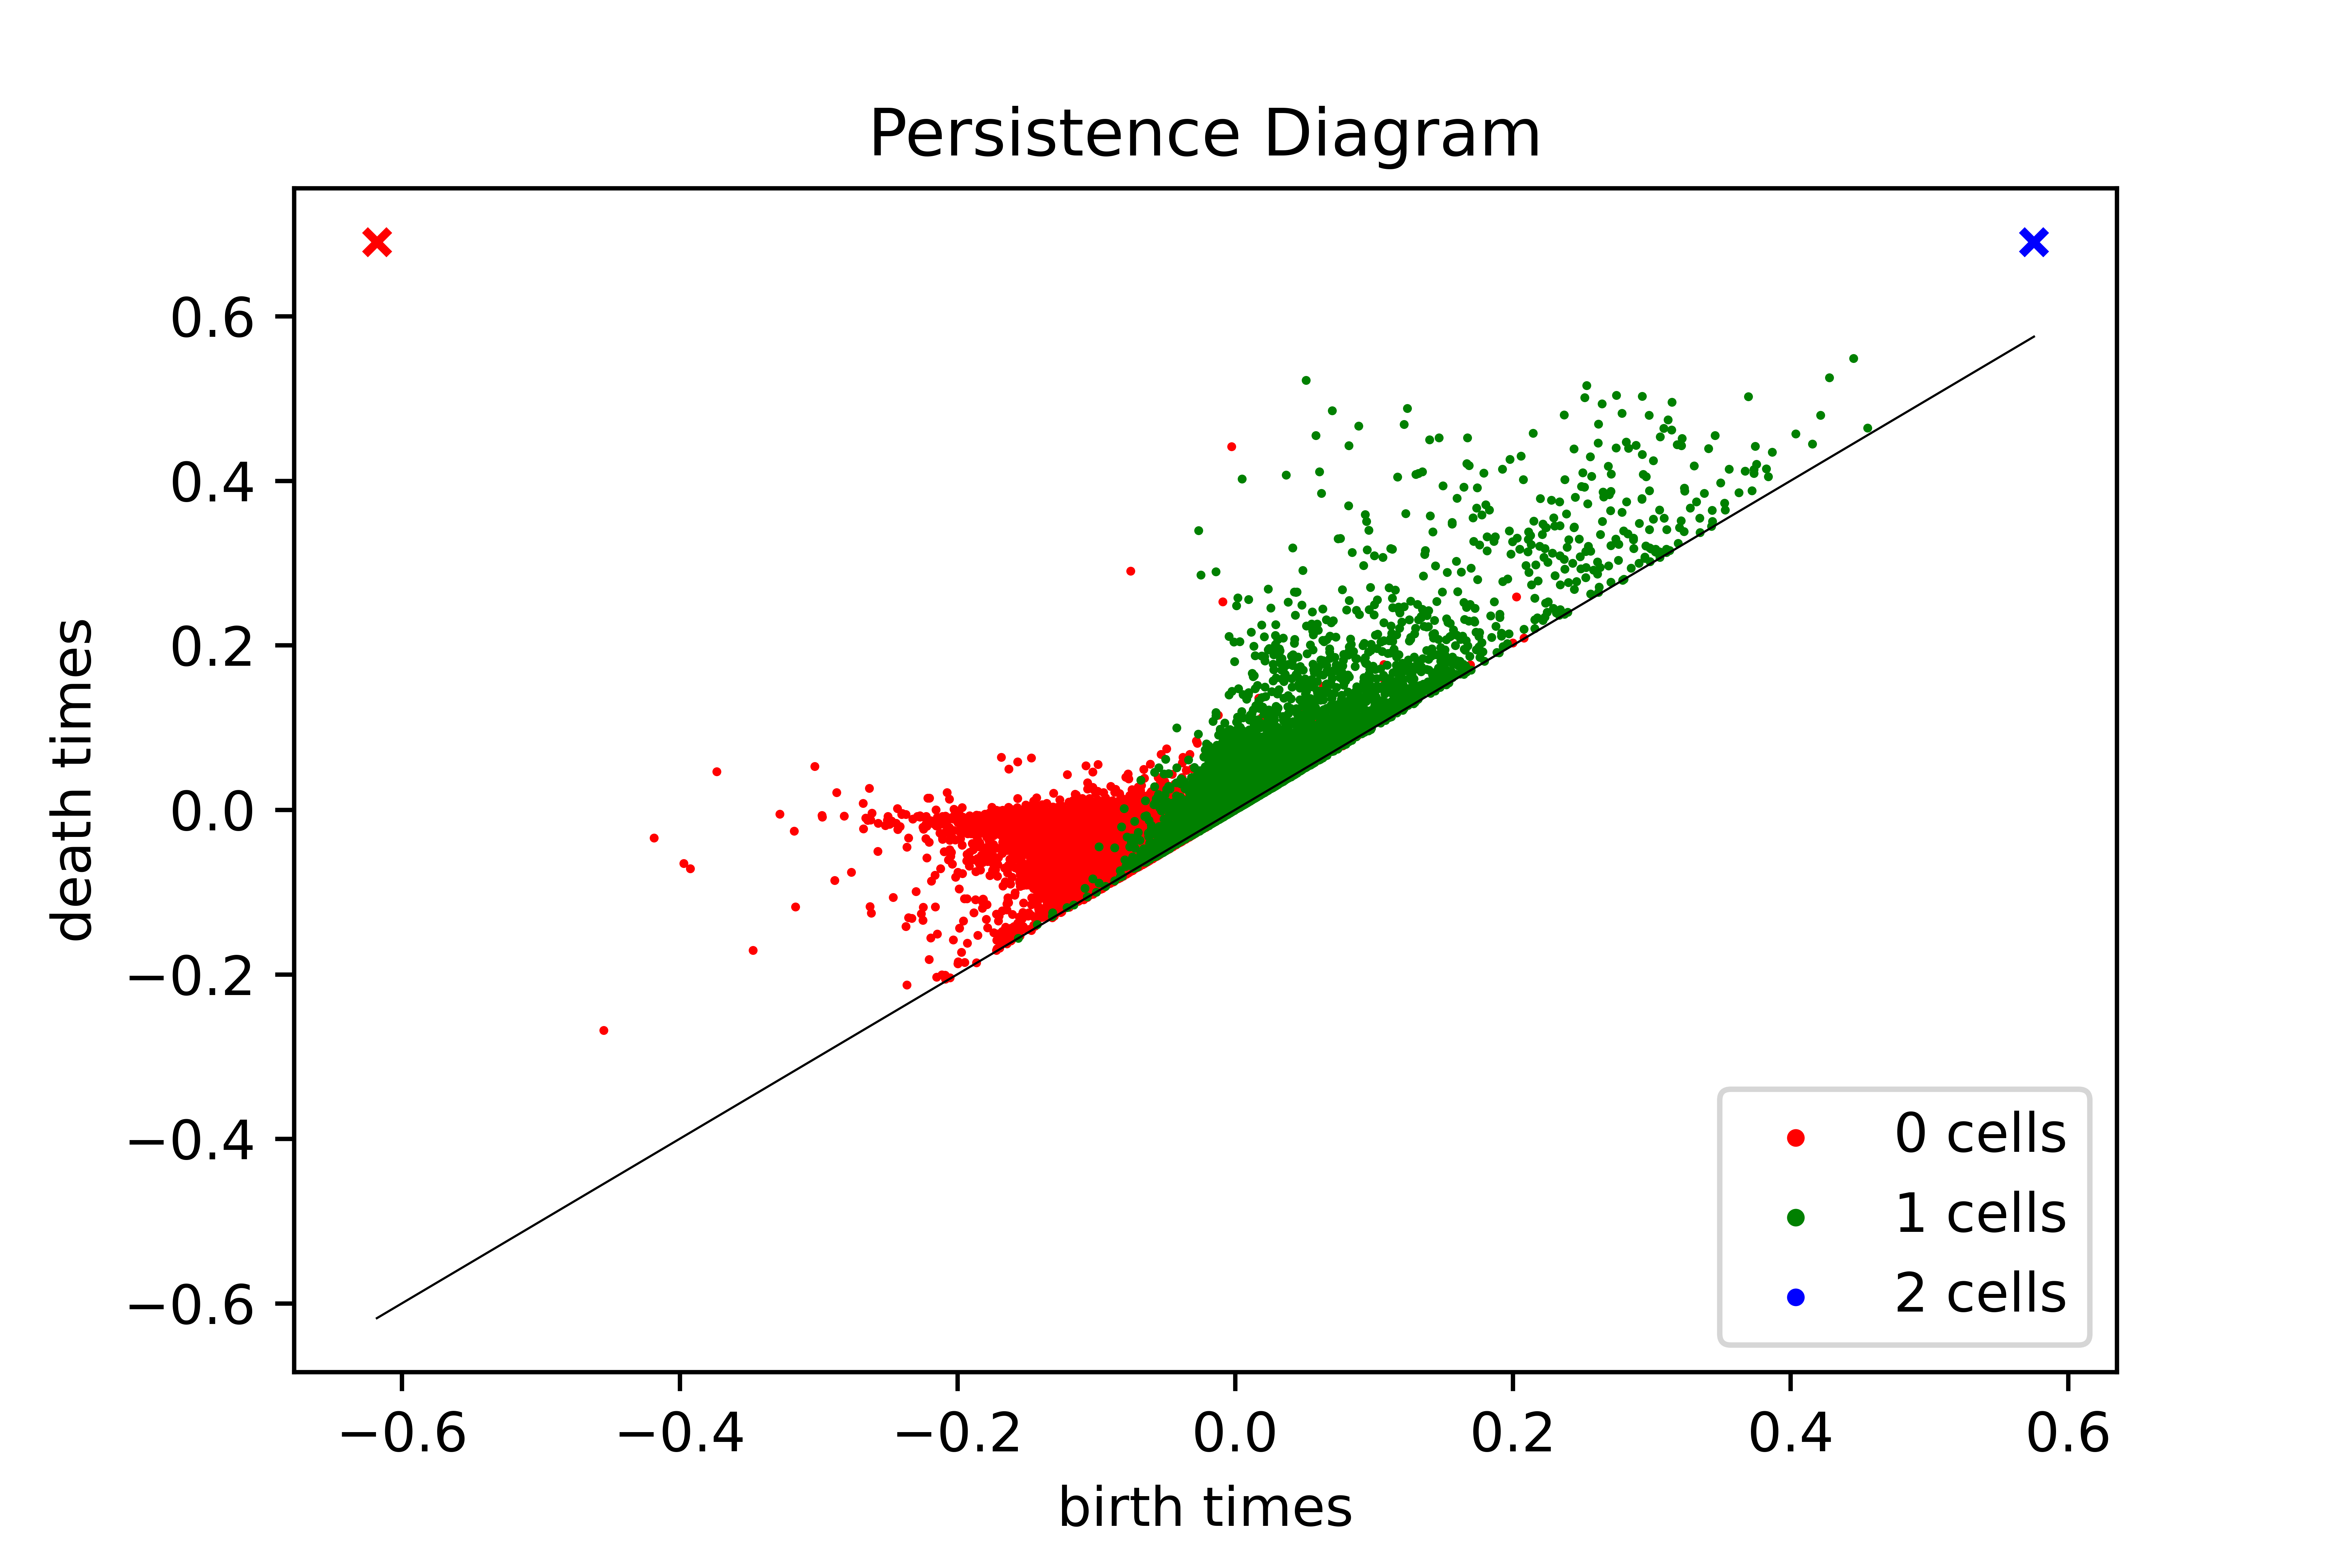 Persistence Diagram
death times
0.6
0.4
0.2
0.0
−0.2
−0.4
−0.6
−0.6 −0.4 −0.2 0.0 0.2 0.4 0.6
birth times
0 cells
1 cells
2 cells